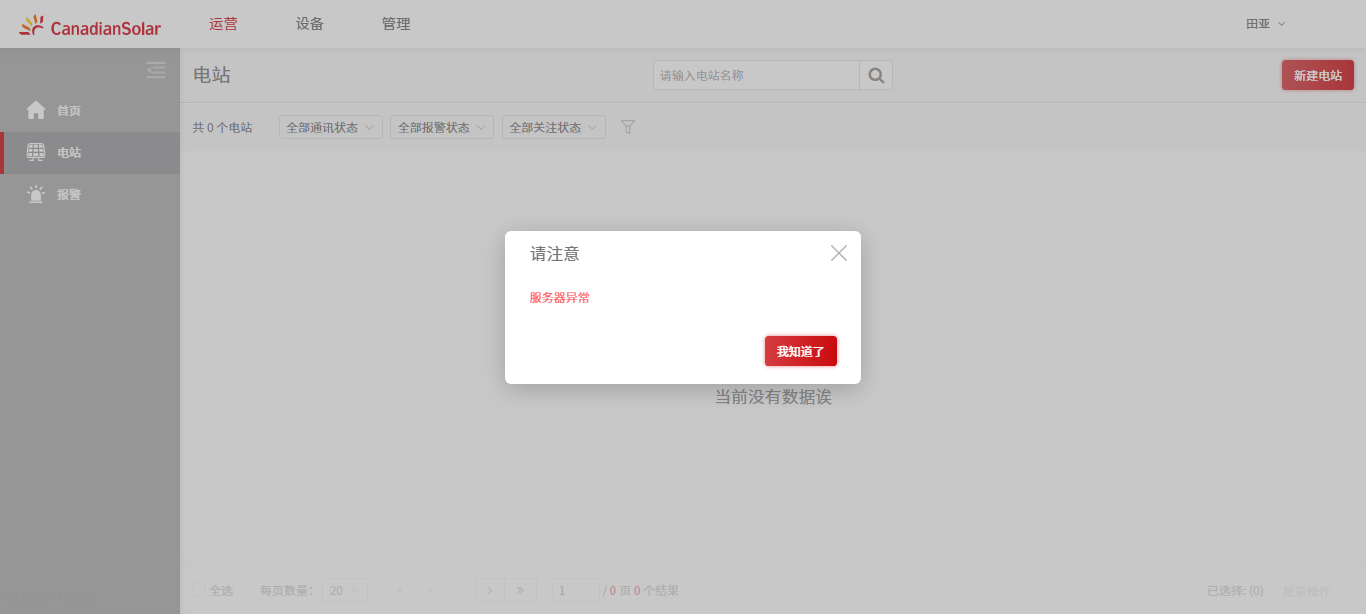 CanadianSolar 运营 设备 管理 田亚
首页
电站
报警
电站 请输入电站名称 新建电站
共 0 个电站 全部通讯状态 全部报警状态 全部关注状态
请注意
服务器异常
我知道了
当前没有数据诶
全选 每页数量: 20 « ‹ › » 1 / 0 页 0 个结果 已选择: (0) 批量操作